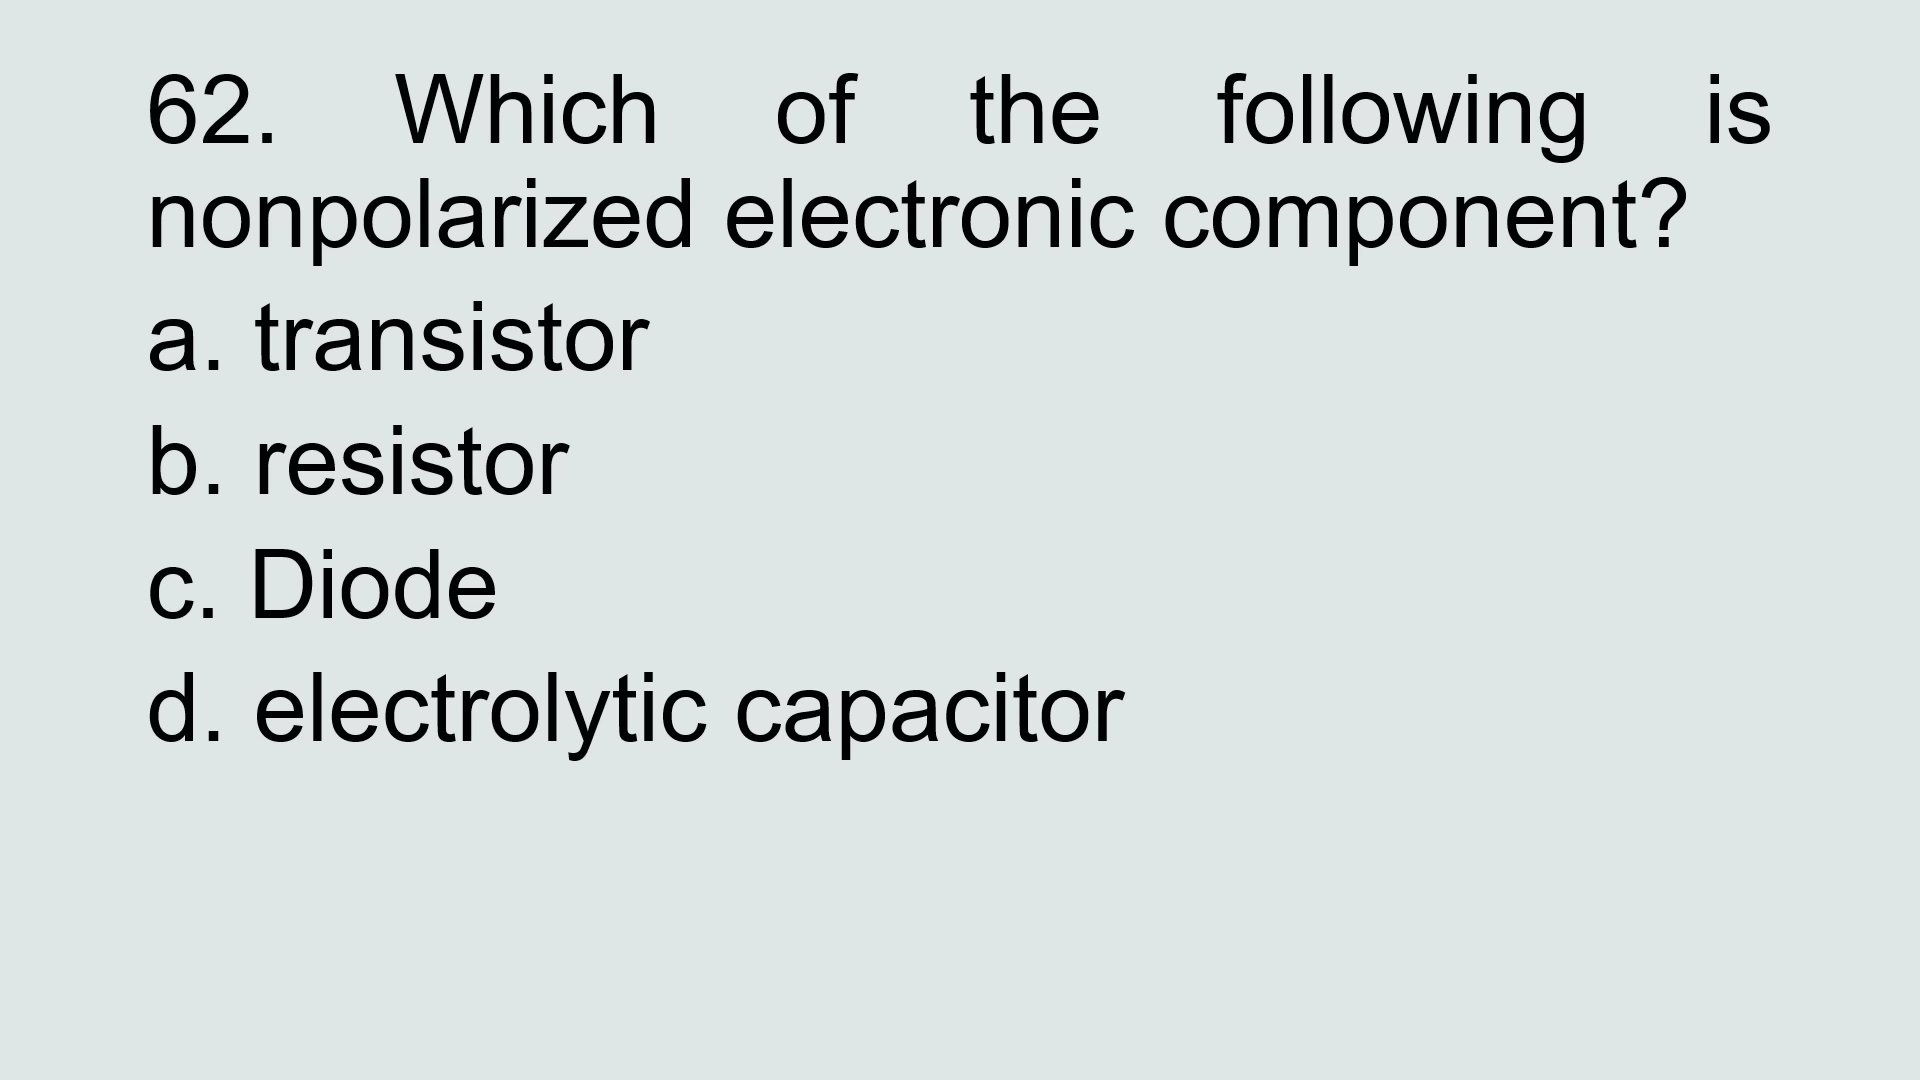 62. Which of the following is
nonpolarized electronic component?
a. transistor
b. resistor
c. Diode
d. electrolytic capacitor